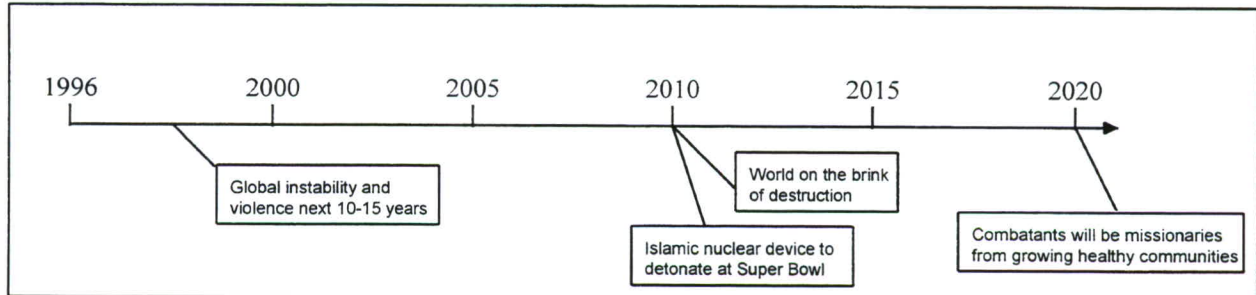 1996 2000 2005 2010 2015 2020
Global instability and
violence next 10-15 years
World on the brink
of destruction
Islamic nuclear device to
detonate at Super Bowl
Combatants will be missionaries
from growing healthy communities